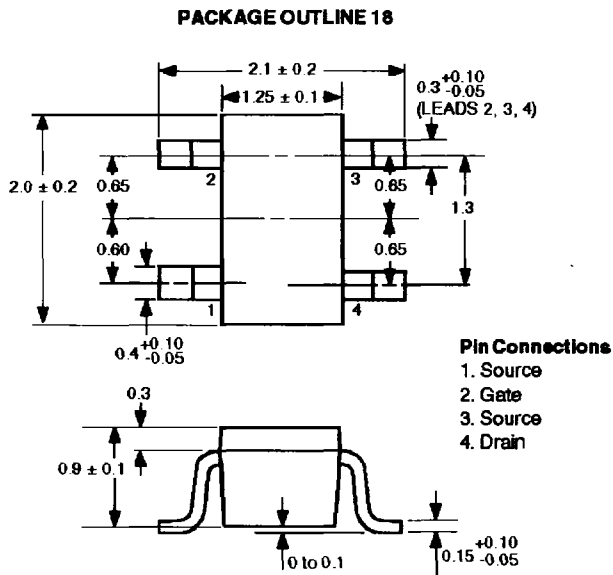 PACKAGE OUTLINE 18
2.1 ± 0.2
1.25 ± 0.1
0.3 +0.10 -0.05
(LEADS 2, 3, 4)
2
3
2.0 ± 0.2
0.65
0.65
1.3
0.60
0.65
1
4
0.4 +0.10 -0.05
Pin Connections
1. Source
2. Gate
3. Source
4. Drain
0.3
0.9 ± 0.1
0 to 0.1
0.15 +0.10 -0.05